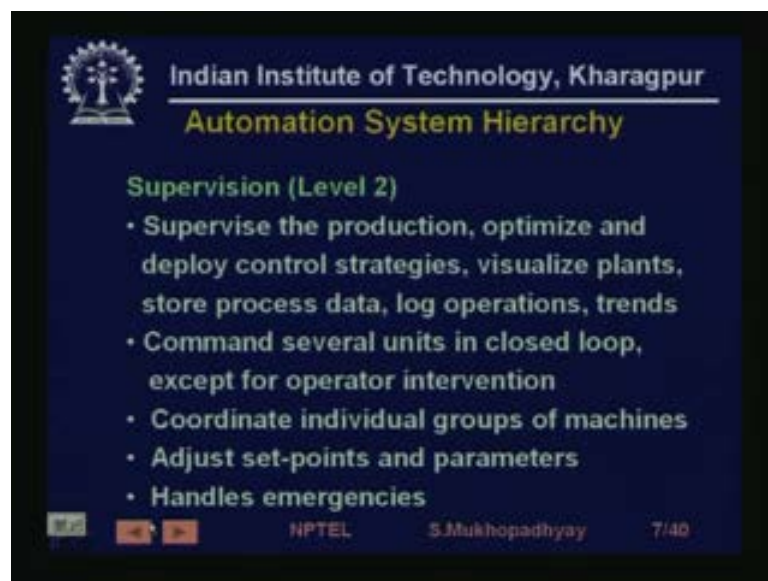 Indian Institute of Technology, Kharagpur
Automation System Hierarchy
Supervision (Level 2)
• Supervise the production, optimize and
deploy control strategies, visualize plants,
store process data, log operations, trends
• Command several units in closed loop,
except for operator intervention
• Coordinate individual groups of machines
• Adjust set-points and parameters
• Handles emergencies
NPTEL S.Mukhopadhyay 7/40